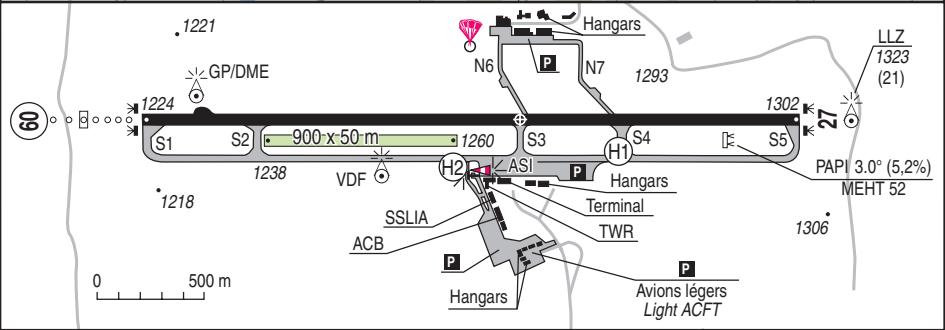 1221
GP/DME
1224
09
S1
S2
900 x 50 m
1260
1238
VDF
1218
Hangars
P
N6
N7
1293
LLZ
1323
(21)
1302
27
S3
S4
S5
H1
H2
ASI
P
Hangars
PAPI 3.0° (5,2%)
MEHT 52
Terminal
TWR
SSLIA
ACB
P
Hangars
P
Avions légers
Light ACFT
1306
0
500 m